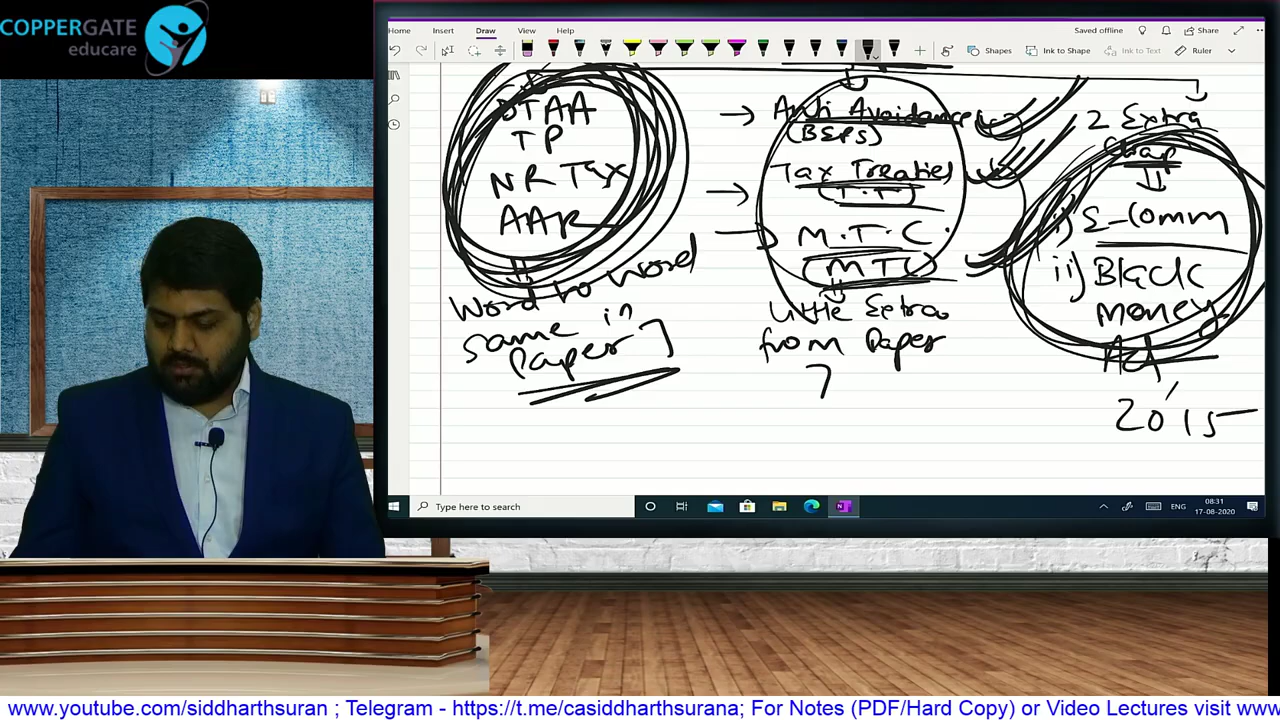 COPPERGATE
educare
Home Insert Draw View Help
Saved offline
Share
Shapes
Ink to Shape
Ink to Text
Ruler
DTAA
TP
NR Tax
AAR
Word to word
same in
Paper ]
→ Anti Avoidance
(BEPS)
→ Tax Treaties
(T.T)
M.T.C.
(MTC)
Little Extra
from Paper
7
2 Extra
Chap
i) E-Comm
ii) Black
Money
Act,
2015
Type here to search
ENG
08:31
17-08-2020
www.youtube.com/siddharthsuran ; Telegram - https://t.me/casiddharthsurana; For Notes (PDF/Hard Copy) or Video Lectures visit www